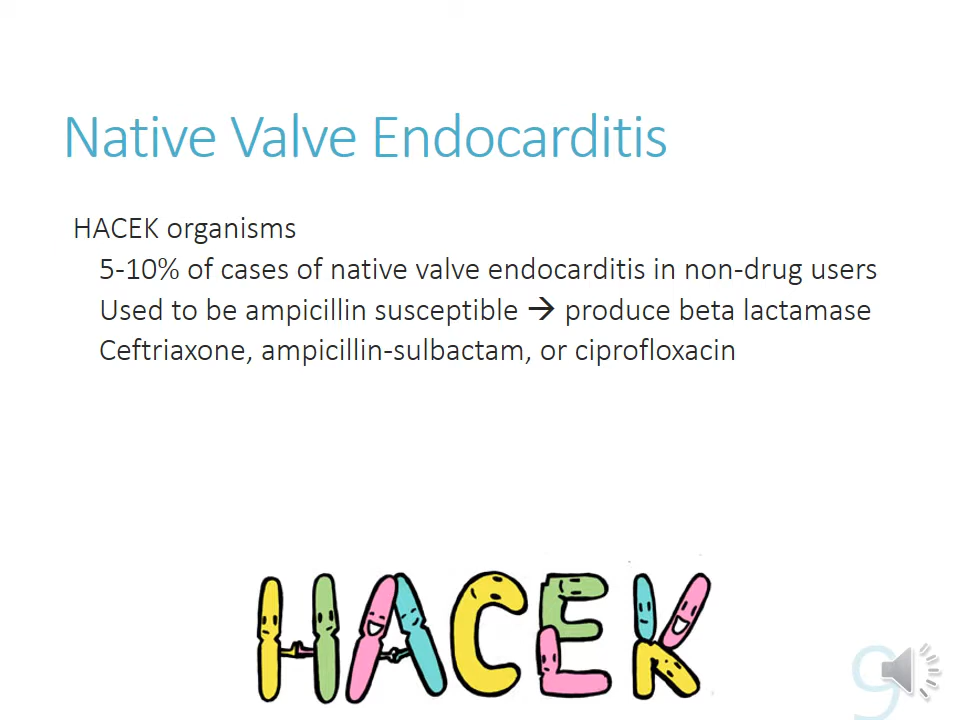 Native Valve Endocarditis
HACEK organisms
5-10% of cases of native valve endocarditis in non-drug users
Used to be ampicillin susceptible → produce beta lactamase
Ceftriaxone, ampicillin-sulbactam, or ciprofloxacin
HACEK
9